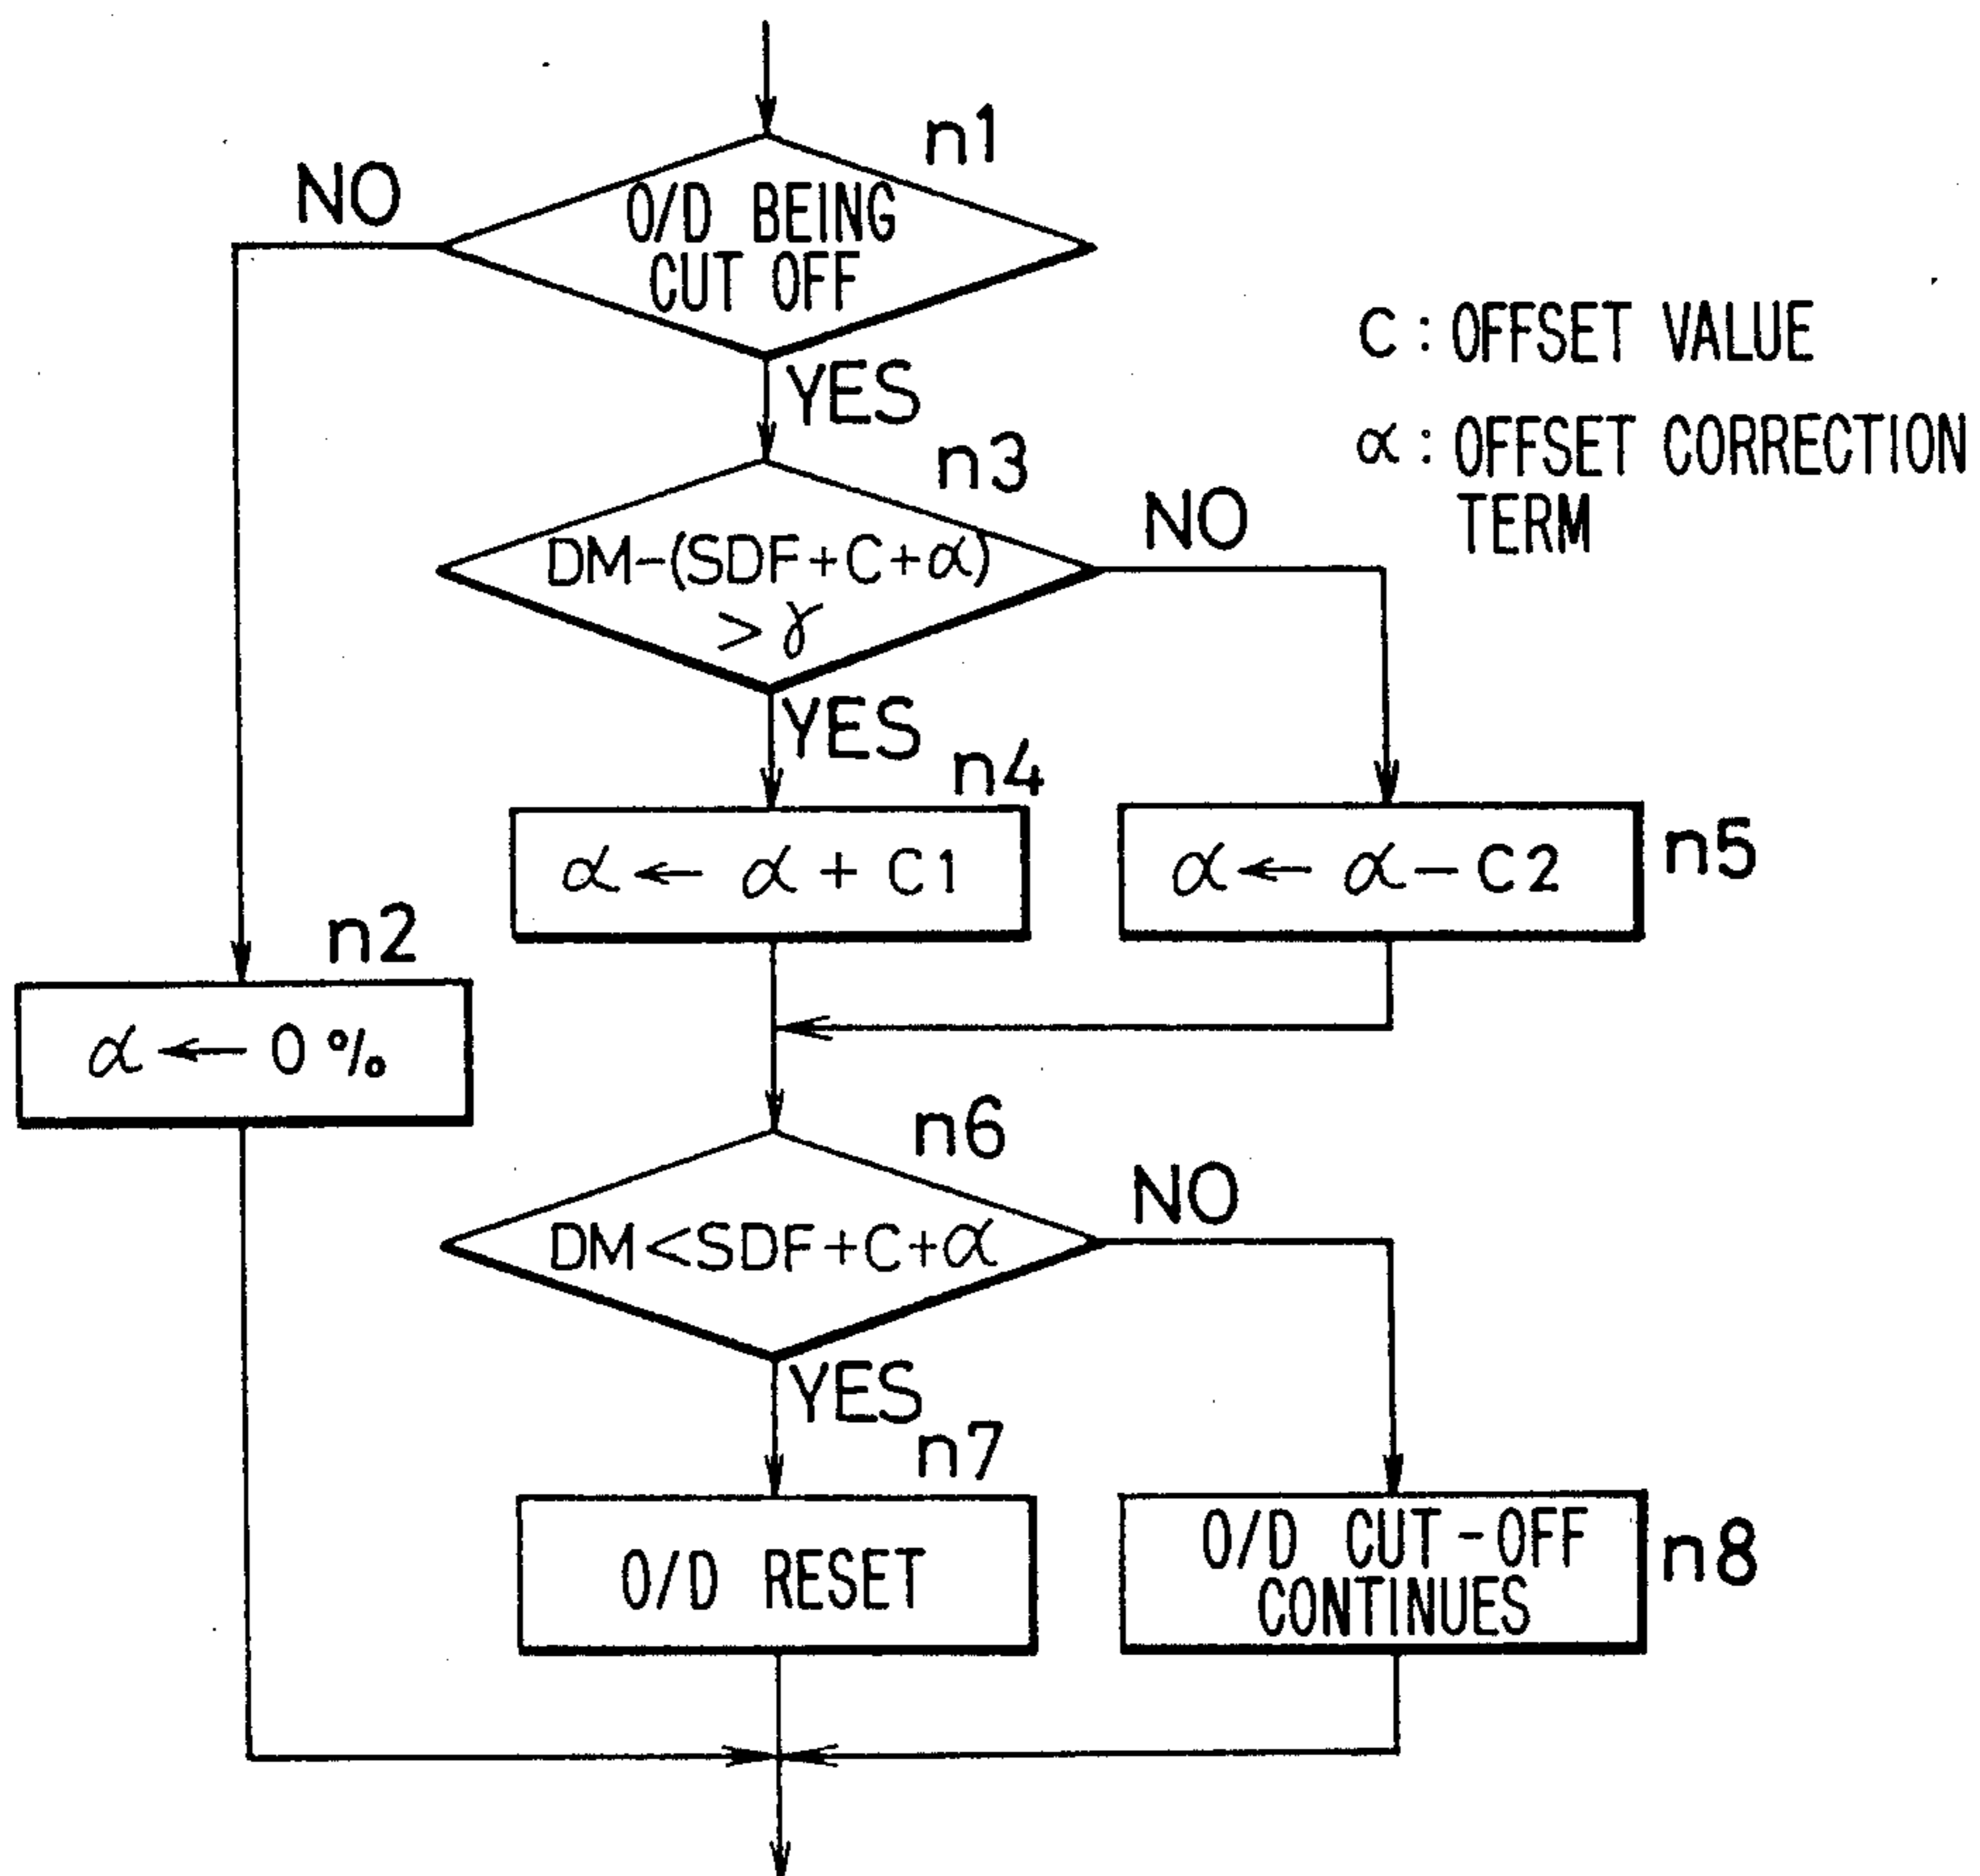 n1
NO
O/D BEING
CUT OFF
C : OFFSET VALUE
YES
α : OFFSET CORRECTION
TERM
n3
NO
DM-(SDF+C+α)
>γ
YES
n4
α ← α + C1
α ← α - C2
n5
n2
α ← 0%
n6
NO
DM<SDF+C+α
YES
n7
O/D RESET
O/D CUT-OFF
CONTINUES
n8